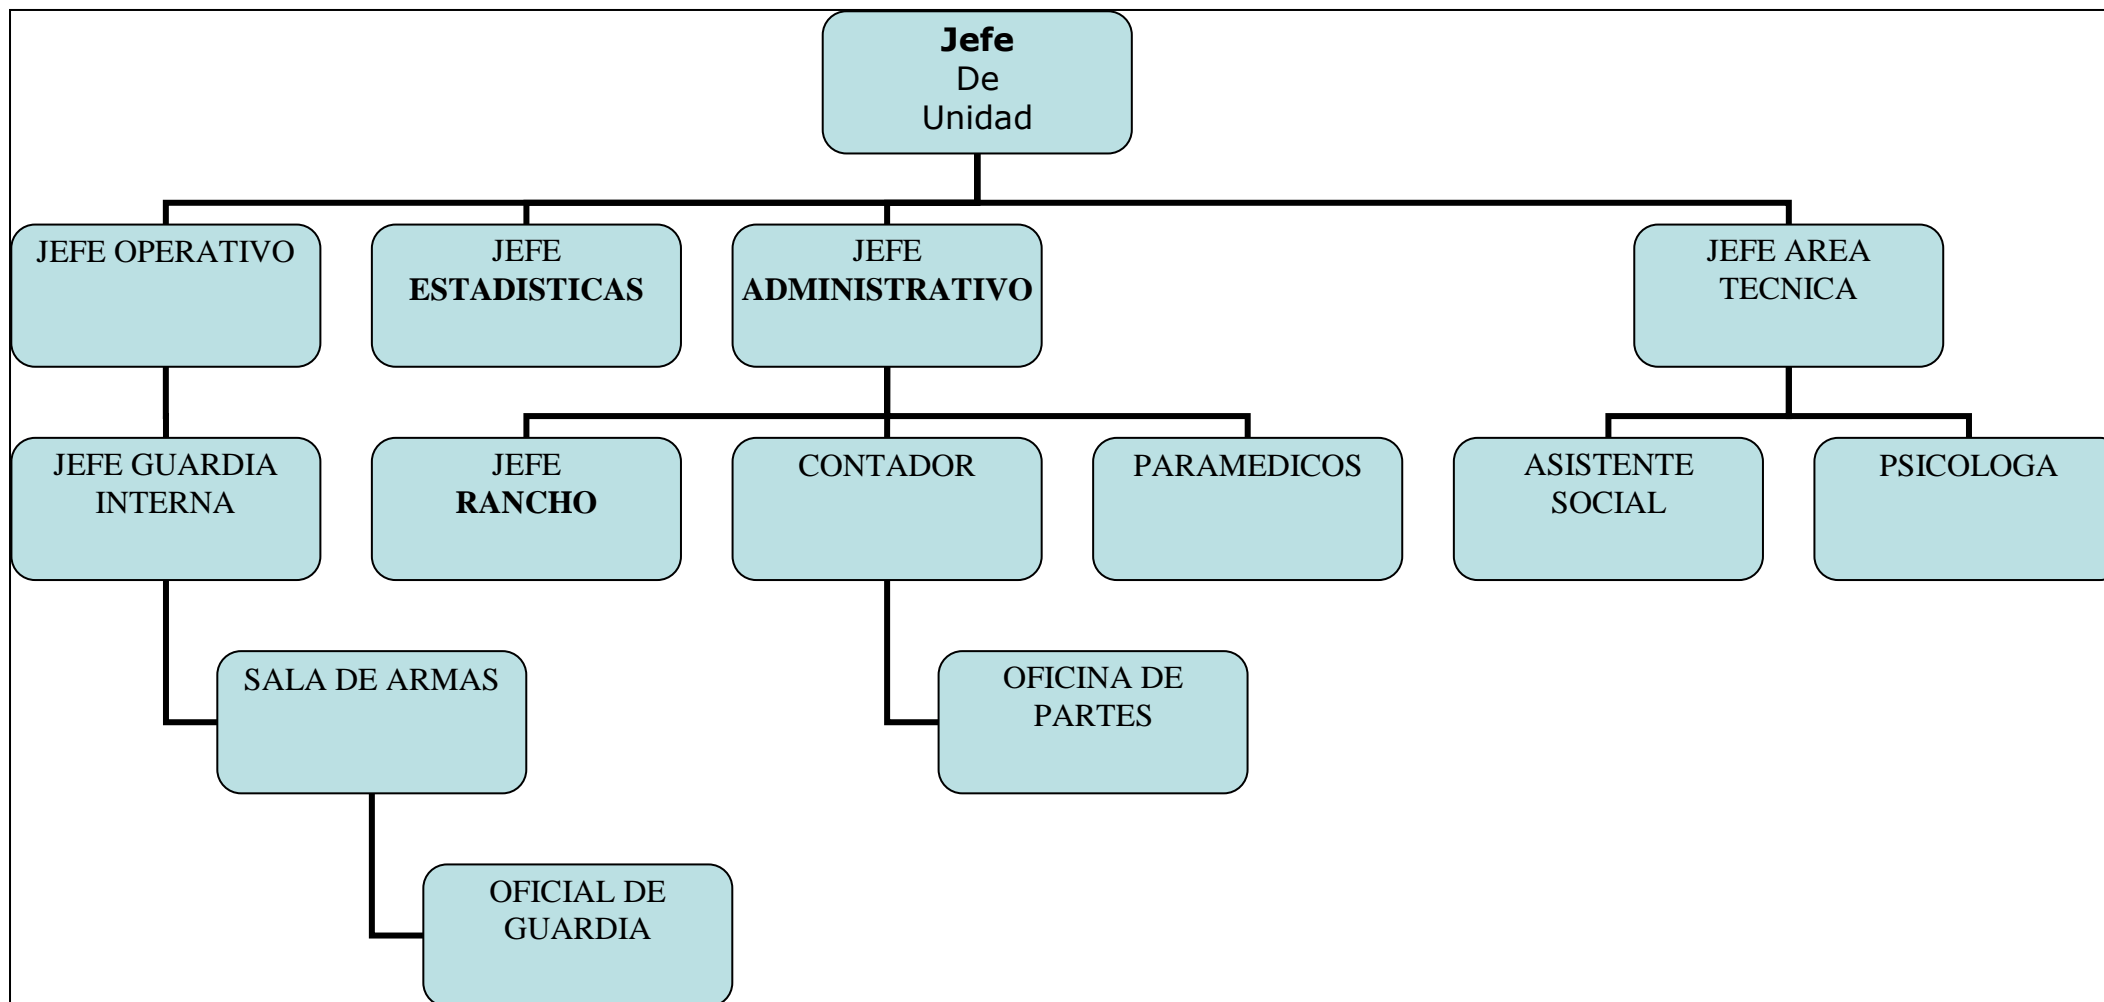 Jefe
De
Unidad
JEFE OPERATIVO
JEFE
ESTADISTICAS
JEFE
ADMINISTRATIVO
JEFE AREA
TECNICA
JEFE GUARDIA
INTERNA
JEFE
RANCHO
CONTADOR
PARAMEDICOS
ASISTENTE
SOCIAL
PSICOLOGA
SALA DE ARMAS
OFICINA DE
PARTES
OFICIAL DE
GUARDIA